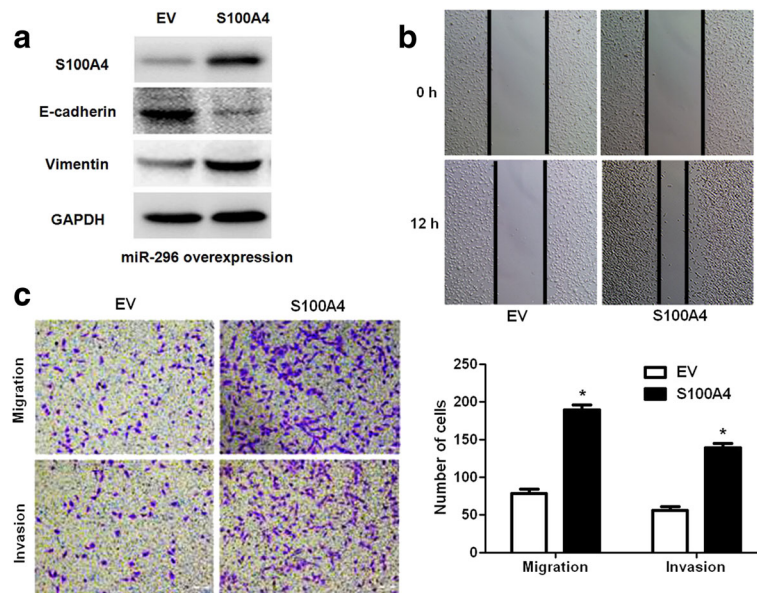 a
EV S100A4
S100A4
E-cadherin
Vimentin
GAPDH
miR-296 overexpression
b
0 h
12 h
EV S100A4
c
EV S100A4
Migration
Invasion
250
200
150
100
50
0
Number of cells
EV
S100A4
*
*
Migration Invasion